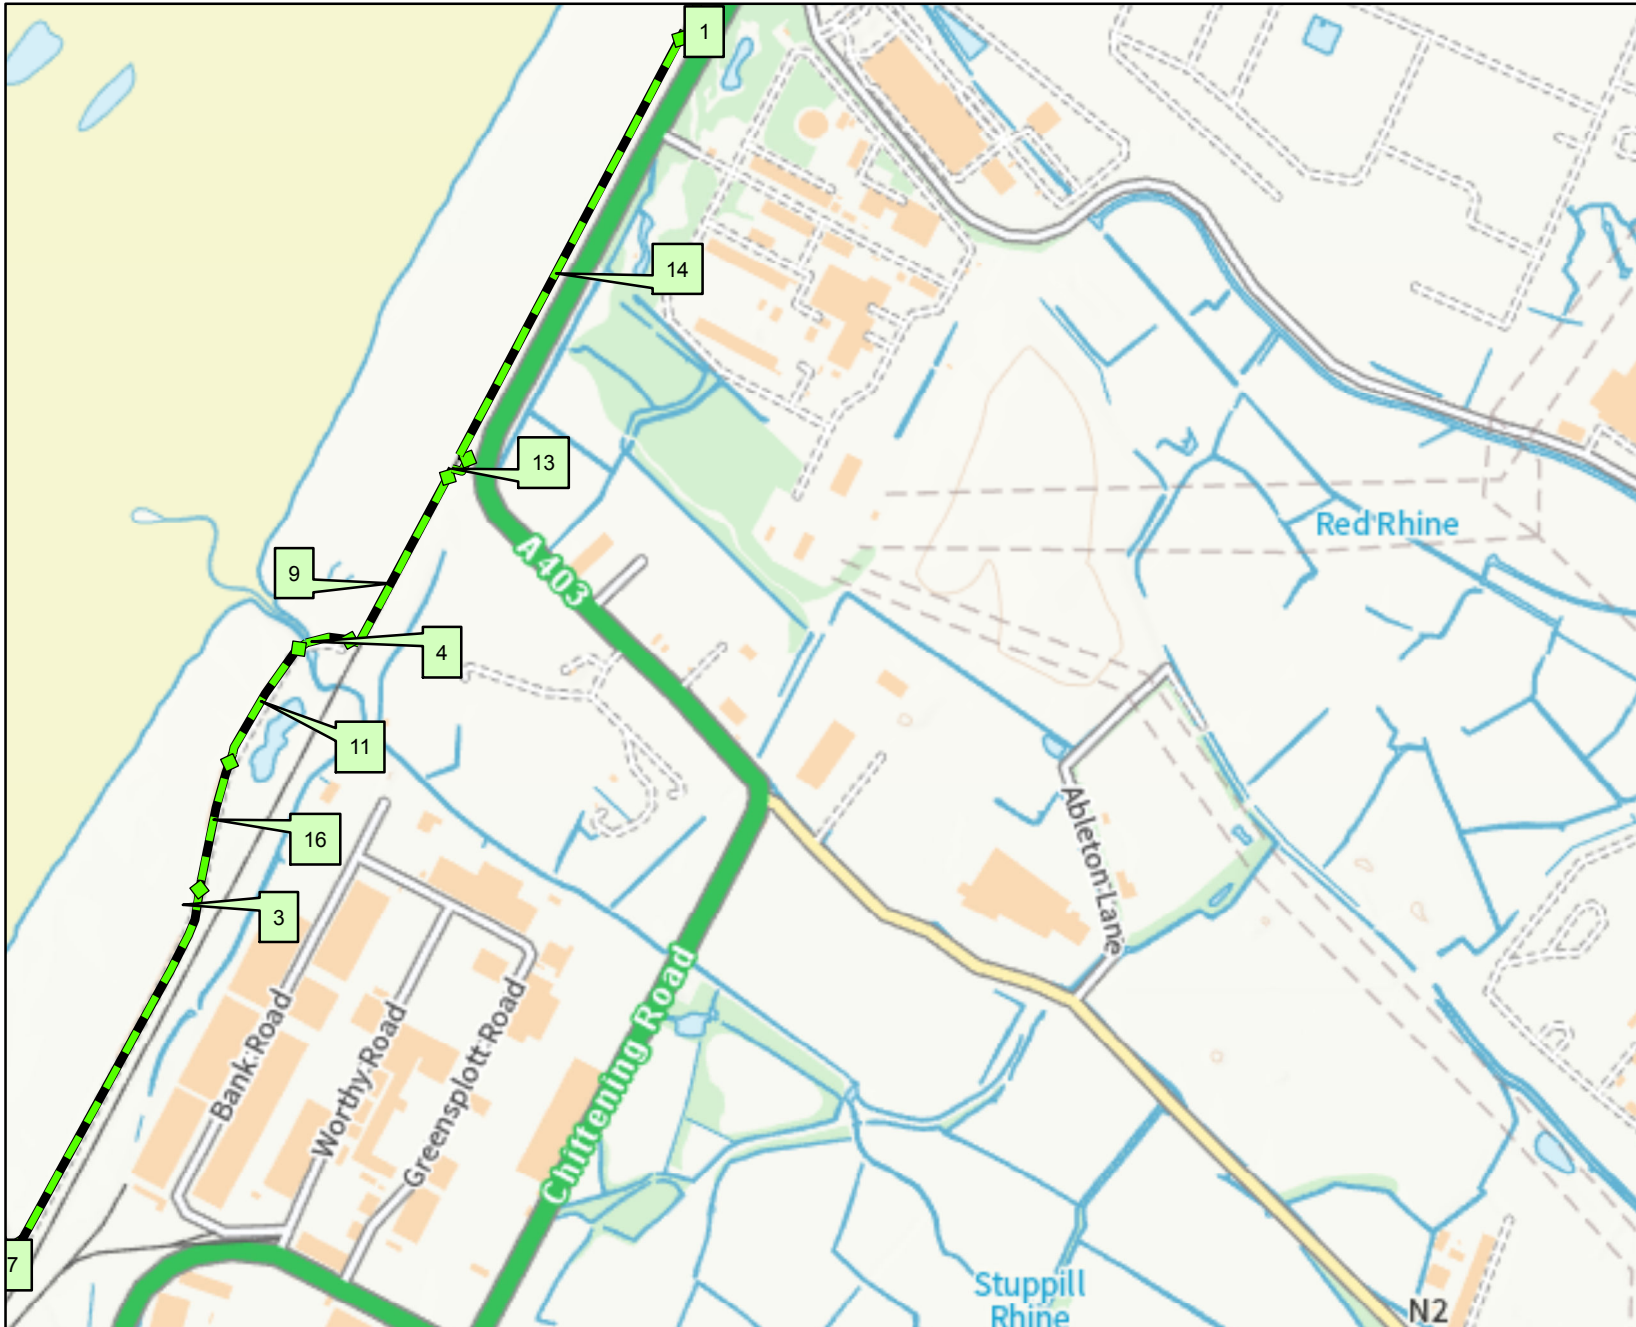 1
14
13
A403
Red Rhine
9
4
11
16
3
Ableton Lane
Bank Road
Worthy Road
Greensplott Road
Chittening Road
7
Stuppill
Rhine
N2